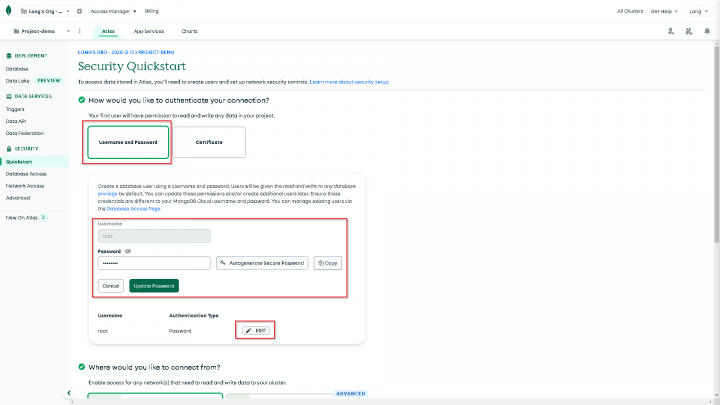 Long's Org - ...
Access Manager
Billing
All Clusters
Get Help
Lang
Project-demo
Atlas
App Services
Charts
DEPLOYMENT
Database
Data Lake PREVIEW
DATA SERVICES
Triggers
Data API
Data Federation
SECURITY
Quickstart
Database Access
Network Access
Advanced
New On Atlas 3
LONG'S ORG - 2020-12-13 > PROJECT-DEMO
Security Quickstart
To access data stored in Atlas, you'll need to create users and set up network security controls. Learn more about security setup
How would you like to authenticate your connection?
Your first user will have permission to read and write any data in your project.
Username and Password
Certificate
Create a database user using a username and password. Users will be given the read and write to any database
privilege by default. You can update these permissions and/or create additional users later. Ensure these
credentials are different to your MongoDB Cloud username and password. You can manage existing users via
the Database Access Page.
Username
root
Password
Autogenerate Secure Password
Copy
Cancel
Update Password
Username Authentication Type
root Password EDIT
Where would you like to connect from?
Enable access for any network(s) that need to read and write data to your cluster.
ADVANCED